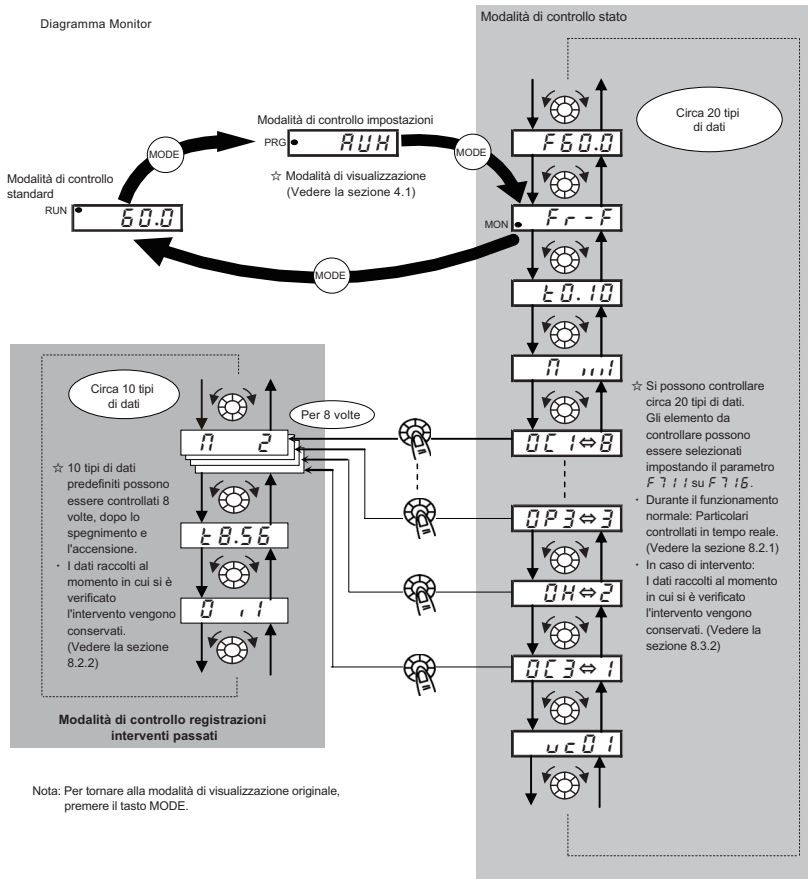 Diagramma Monitor
Modalità di controllo stato
Circa 20 tipi
di dati
Modalità di controllo impostazioni
PRG
AUH
MODE
MODE
☆ Modalità di visualizzazione
(Vedere la sezione 4.1)
Modalità di controllo
standard
RUN
60.0
MODE
F60.0
MON
Fr-F
t0.10
Circa 10 tipi
di dati
Per 8 volte
n 2
☆ 10 tipi di dati
predefiniti possono
essere controllati 8
volte, dopo lo
spegnimento e
l'accensione.
· I dati raccolti al
momento in cui si è
verificato
l'intervento vengono
conservati.
(Vedere la sezione
8.2.2)
t8.56
Modalità di controllo registrazioni
interventi passati
OC1⇔8
OP3⇔3
OH⇔2
OC3⇔1
uc01
☆ Si possono controllare
circa 20 tipi di dati.
Gli elemento da
controllare possono
essere selezionati
impostando il parametro
F711 su F716.
· Durante il funzionamento
normale: Particolari
controllati in tempo reale.
(Vedere la sezione 8.2.1)
· In caso di intervento:
I dati raccolti al momento
in cui si è verificato
l'intervento vengono
conservati. (Vedere la
sezione 8.3.2)
Nota: Per tornare alla modalità di visualizzazione originale,
premere il tasto MODE.